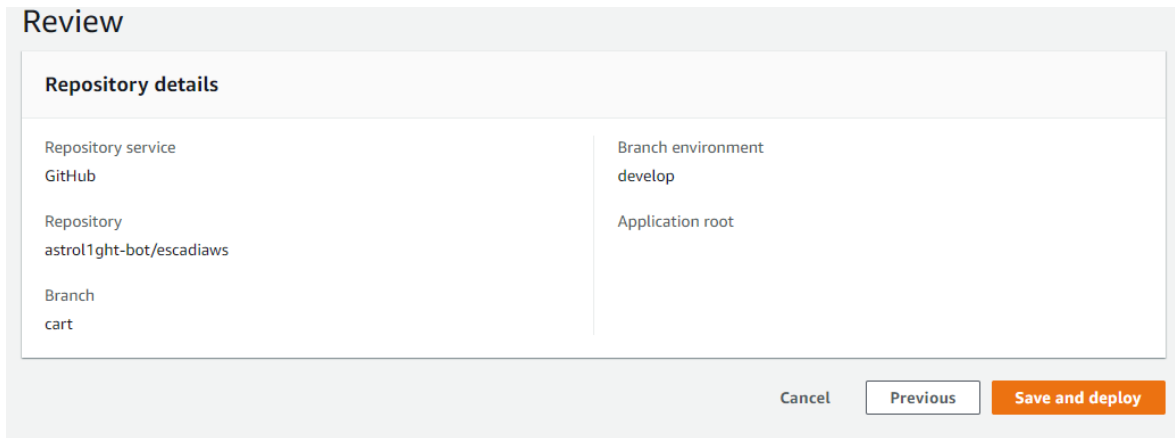 Review
Repository details
Repository service
GitHub
Repository
astrol1ght-bot/escadiaws
Branch
cart
Branch environment
develop
Application root
Cancel
Previous
Save and deploy